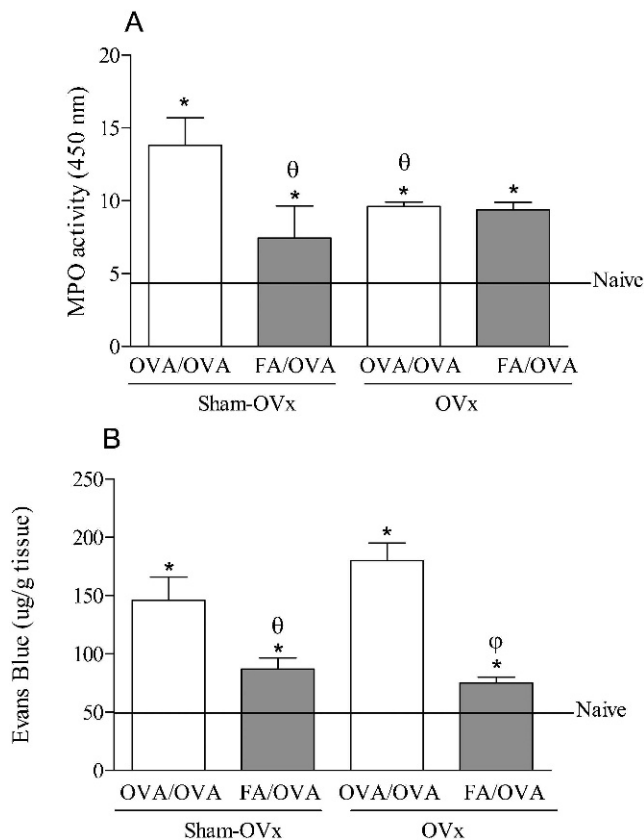 A
MPO activity (450 nm)
20
15
10
5
0
*
θ
*
θ
*
*
Naive
OVA/OVA FA/OVA OVA/OVA FA/OVA
Sham-OVx OVx
B
Evans Blue (ug/g tissue)
250
200
150
100
50
0
*
θ
*
*
φ
*
Naive
OVA/OVA FA/OVA OVA/OVA FA/OVA
Sham-OVx OVx